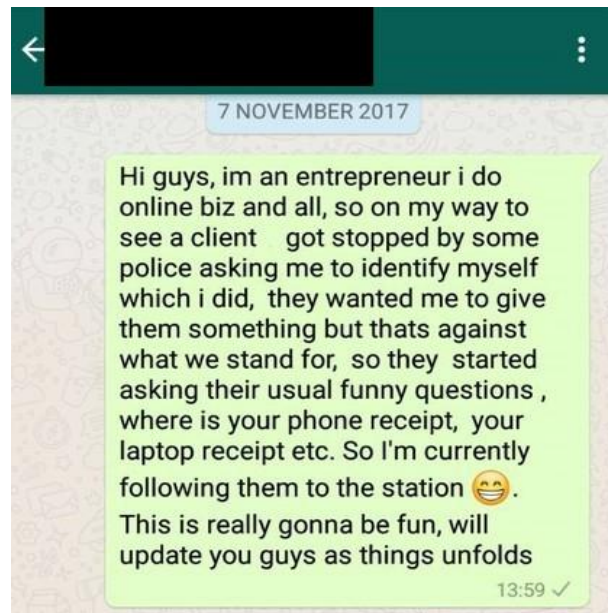 7 NOVEMBER 2017
Hi guys, im an entrepreneur i do
online biz and all, so on my way to
see a client got stopped by some
police asking me to identify myself
which i did, they wanted me to give
them something but thats against
what we stand for, so they started
asking their usual funny questions ,
where is your phone receipt, your
laptop receipt etc. So I'm currently
following them to the station 😁.
This is really gonna be fun, will
update you guys as things unfolds
13:59